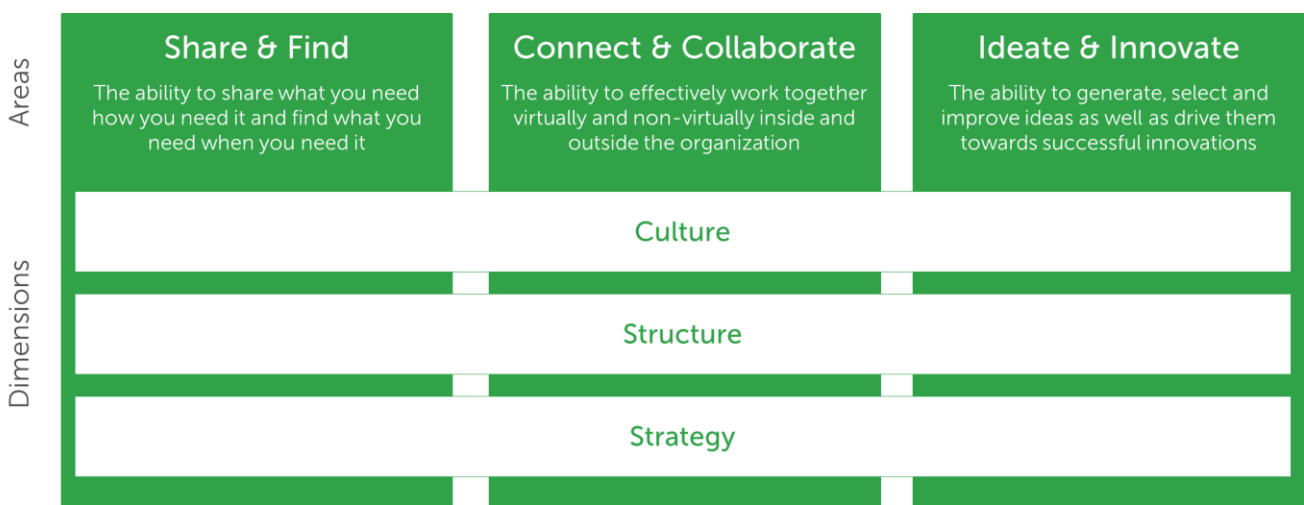 Areas
Share & Find
The ability to share what you need
how you need it and find what you
need when you need it
Connect & Collaborate
The ability to effectively work together
virtually and non-virtually inside and
outside the organization
Ideate & Innovate
The ability to generate, select and
improve ideas as well as drive them
towards successful innovations
Dimensions
Culture
Structure
Strategy